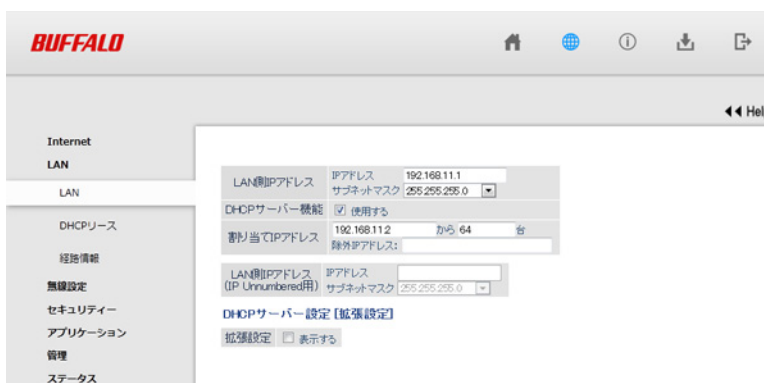 BUFFALO
◀◀ Hel
Internet
LAN
LAN
DHCPリース
経路情報
無線設定
セキュリティー
アプリケーション
管理
ステータス
LAN側IPアドレス IPアドレス 192.168.11.1
サブネットマスク 255.255.255.0
DHCPサーバー機能 使用する
割り当てIPアドレス 192.168.11.2 から 64 台
除外IPアドレス:
LAN側IPアドレス IPアドレス
(IP Unnumbered用) サブネットマスク 255.255.255.0
DHCPサーバー設定 [拡張設定]
拡張設定 表示する